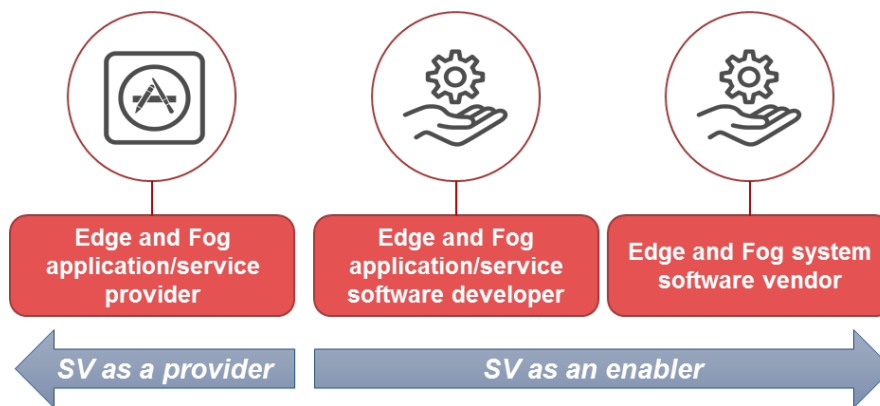 Edge and Fog
application/service
provider
Edge and Fog
application/service
software developer
Edge and Fog system
software vendor
SV as a provider
SV as an enabler